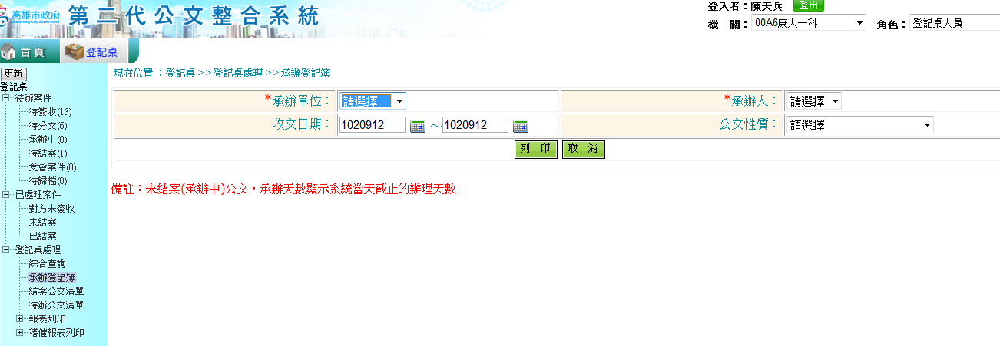 高雄市政府
Kaohsiung City Government
第二代公文整合系統
登入者：陳天兵 登出
機 關： 00A6康大一科 角色： 登記桌人員
首頁 登記桌
更新
現在位置 ：登記桌>>登記桌處理>>承辦登記簿
登記桌
待辦案件
待簽收(13)
待分文(6)
承辦中(0)
待結案(1)
受會案件(0)
待歸檔(0)
已處理案件
對方未簽收
未結案
已結案
登記桌處理
綜合查詢
承辦登記簿
結案公文清單
待辦公文清單
報表列印
稽催報表列印
*承辦單位： 請選擇 *承辦人： 請選擇
收文日期： 1020912 ～ 1020912 公文性質： 請選擇
列 印 取 消
備註：未結案(承辦中)公文，承辦天數顯示系統當天截止的辦理天數